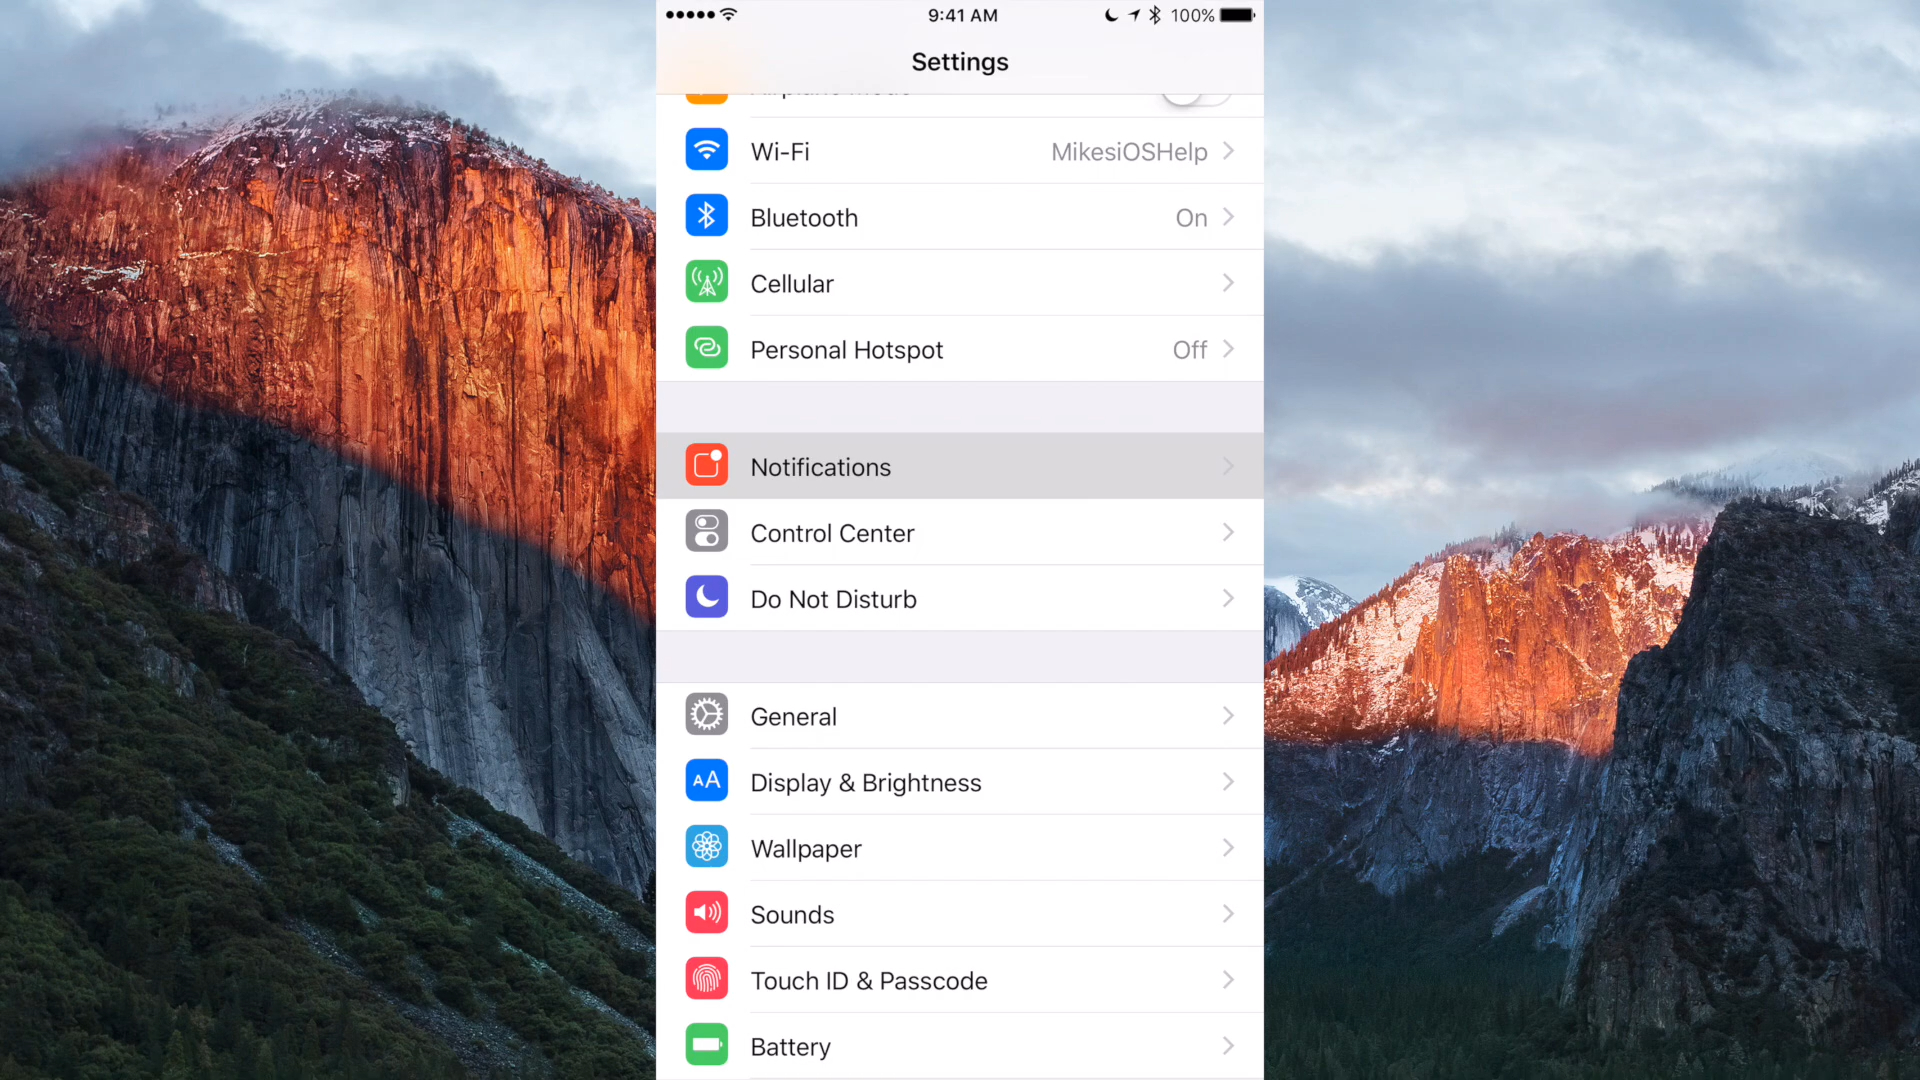 9:41 AM 100%
Settings
Wi-Fi MikesiOSHelp
Bluetooth On
Cellular
Personal Hotspot Off
Notifications
Control Center
Do Not Disturb
General
AA Display & Brightness
Wallpaper
Sounds
Touch ID & Passcode
Battery